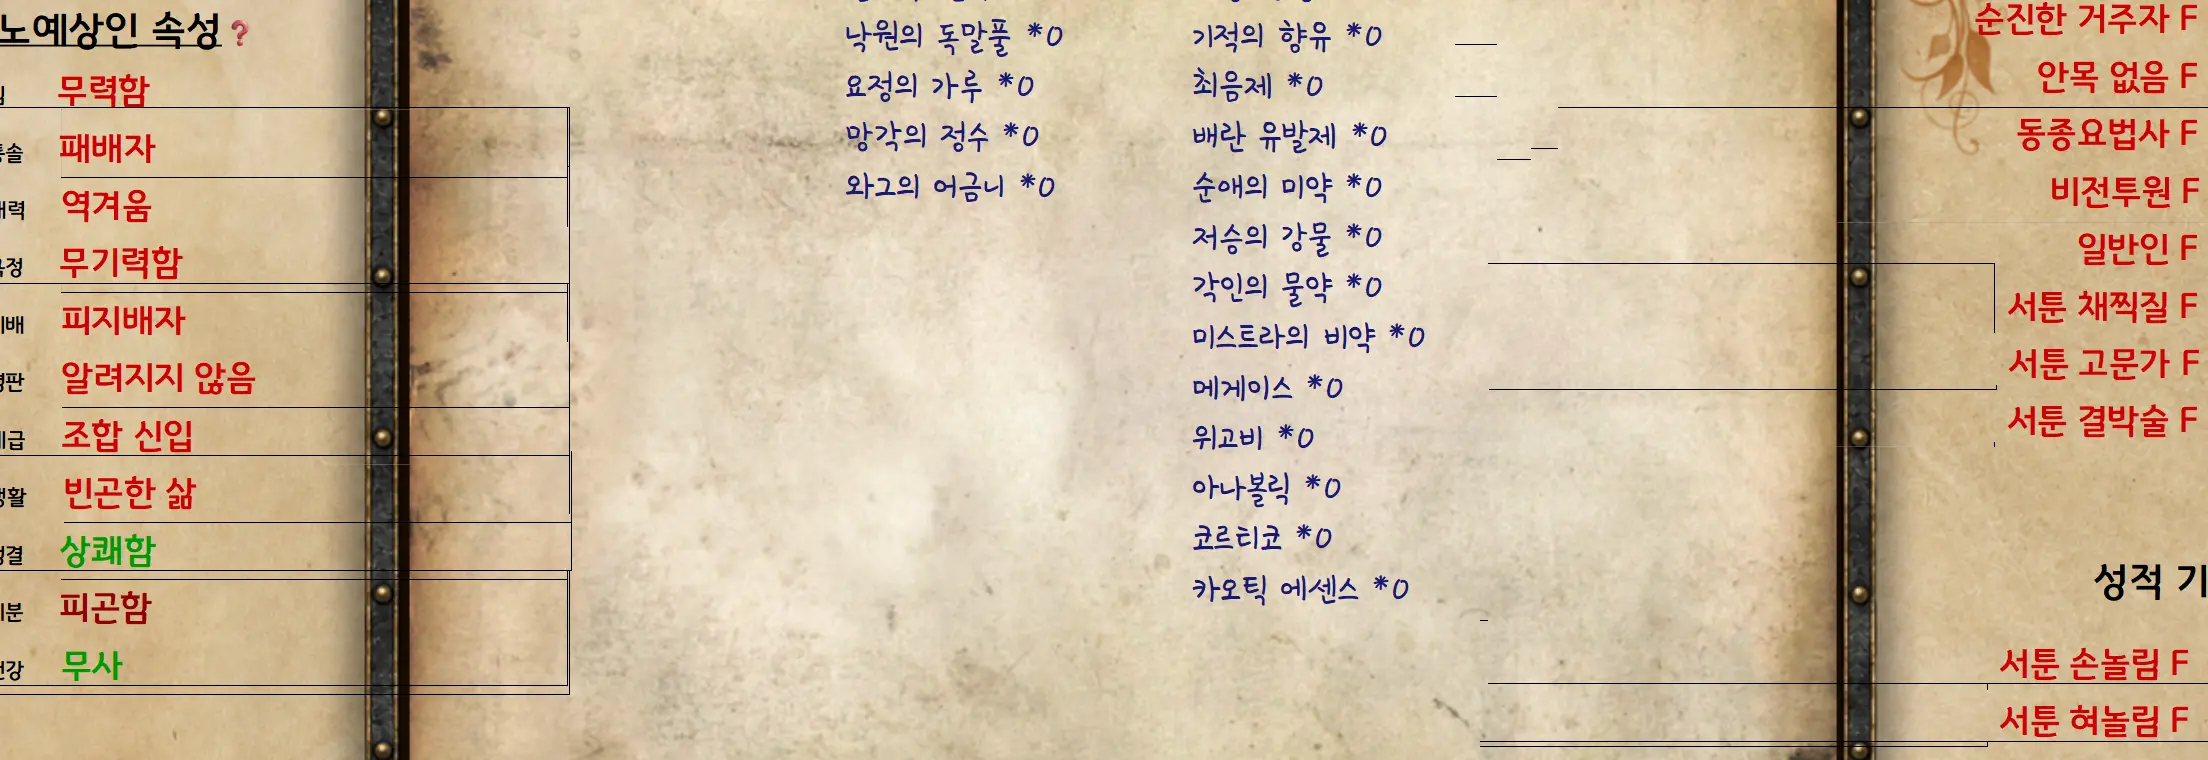 노예상인 속성
무력함
패배자
역겨움
무기력함
피지배자
알려지지 않음
조합 신입
빈곤한 삶
상쾌함
피곤함
무사
낙원의 독말풀 *0
요정의 가루 *0
망각의 정수 *0
와그의 어금니 *0
기적의 향유 *0
최음제 *0
배란 유발제 *0
순애의 미약 *0
저승의 강물 *0
각인의 물약 *0
미스트라의 비약 *0
메게이스 *0
위고비 *0
아나볼릭 *0
코르티코 *0
카오틱 에센스 *0
순진한 거주자 F
안목 없음 F
동종요법사 F
비전투원 F
일반인 F
서툰 채찍질 F
서툰 고문가 F
서툰 결박술 F
성적 기
서툰 손놀림 F
서툰 혀놀림 F